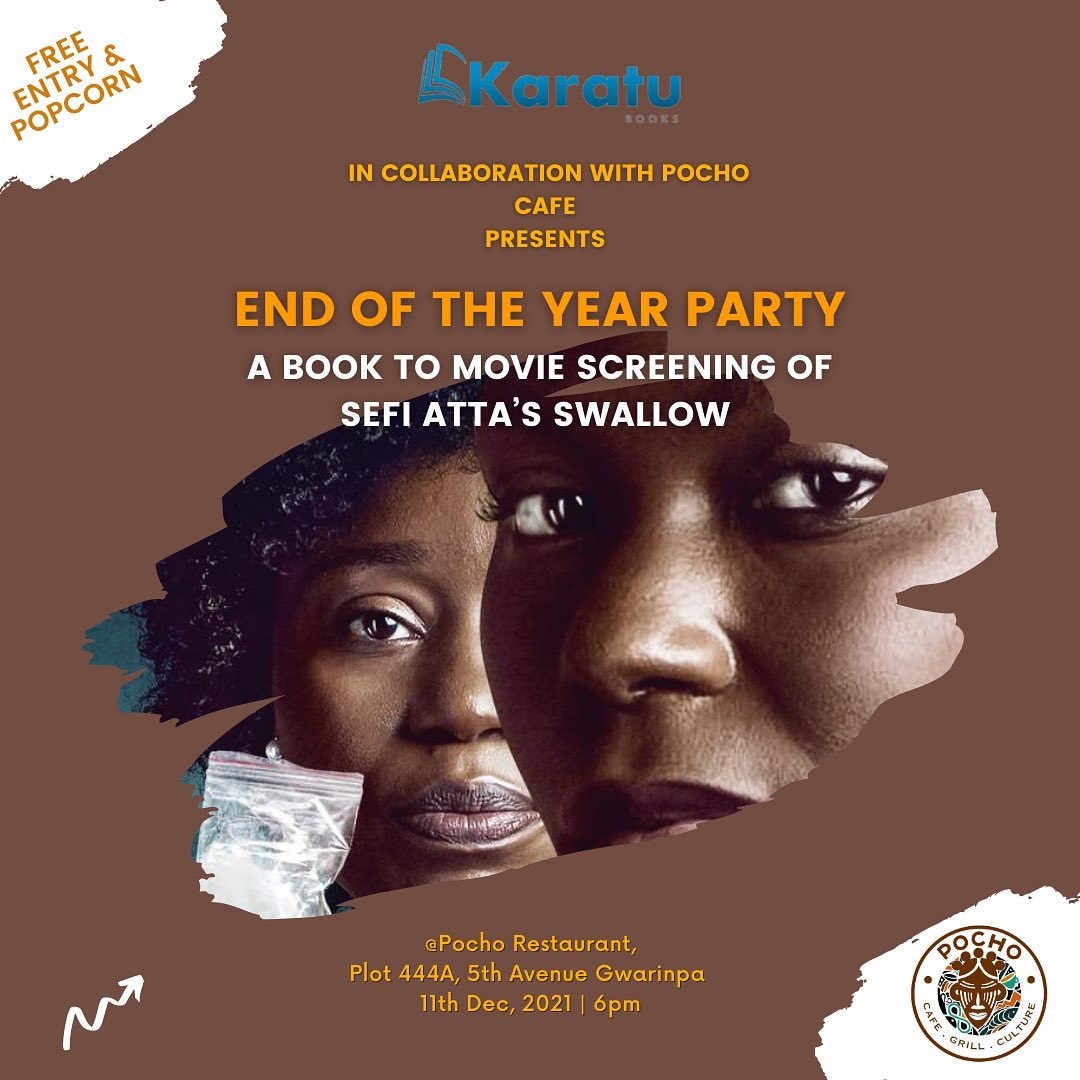 FREE
ENTRY &
POPCORN
Karatu
BOOKS
IN COLLABORATION WITH POCHO
CAFE
PRESENTS
END OF THE YEAR PARTY
A BOOK TO MOVIE SCREENING OF
SEFI ATTA'S SWALLOW
@Pocho Restaurant,
Plot 444A, 5th Avenue Gwarinpa
11th Dec, 2021 | 6pm
• POCHO •
CAFE . GRILL . CULTURE